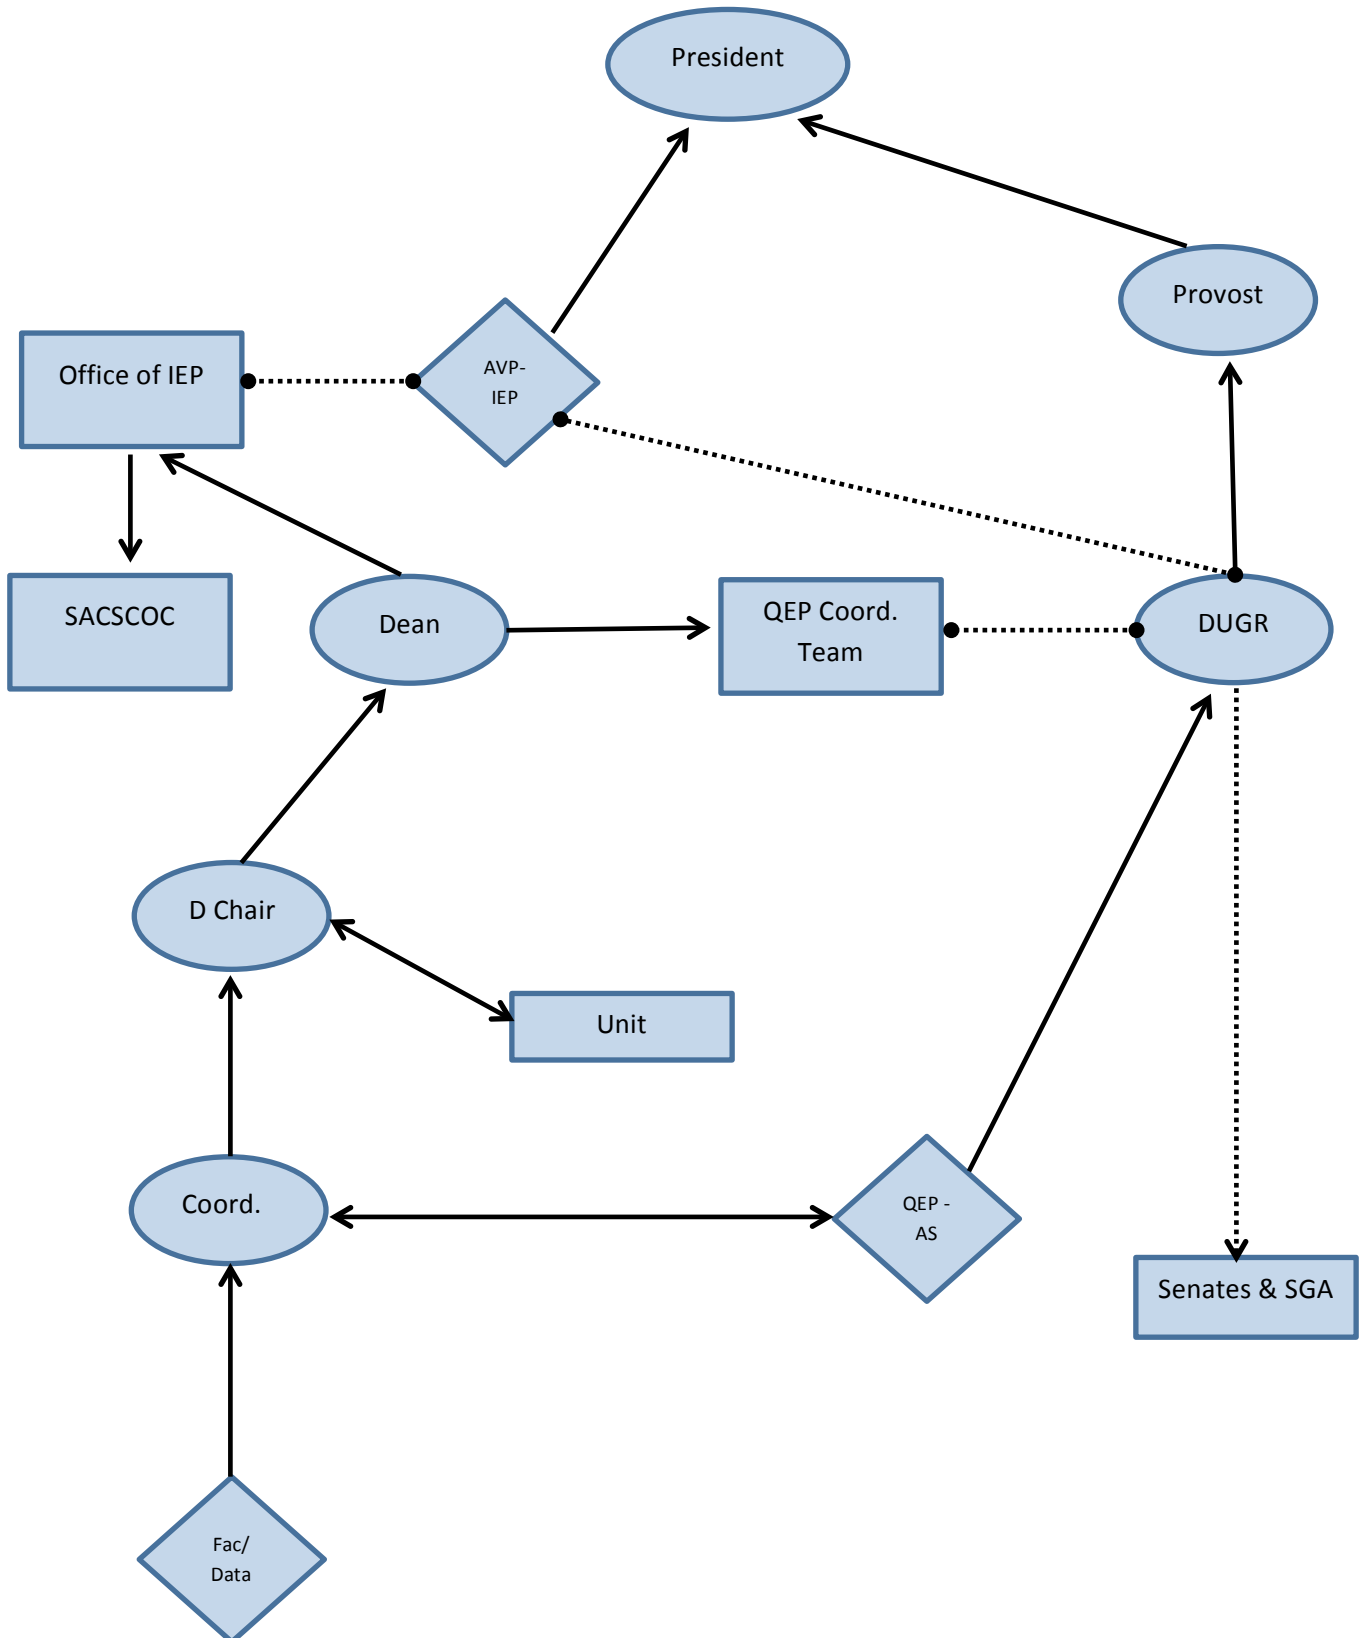 President
Provost
Office of IEP
AVP-
IEP
SACSCOC
Dean
QEP Coord.
Team
DUGR
D Chair
Unit
Coord.
QEP -
AS
Senates & SGA
Fac/
Data